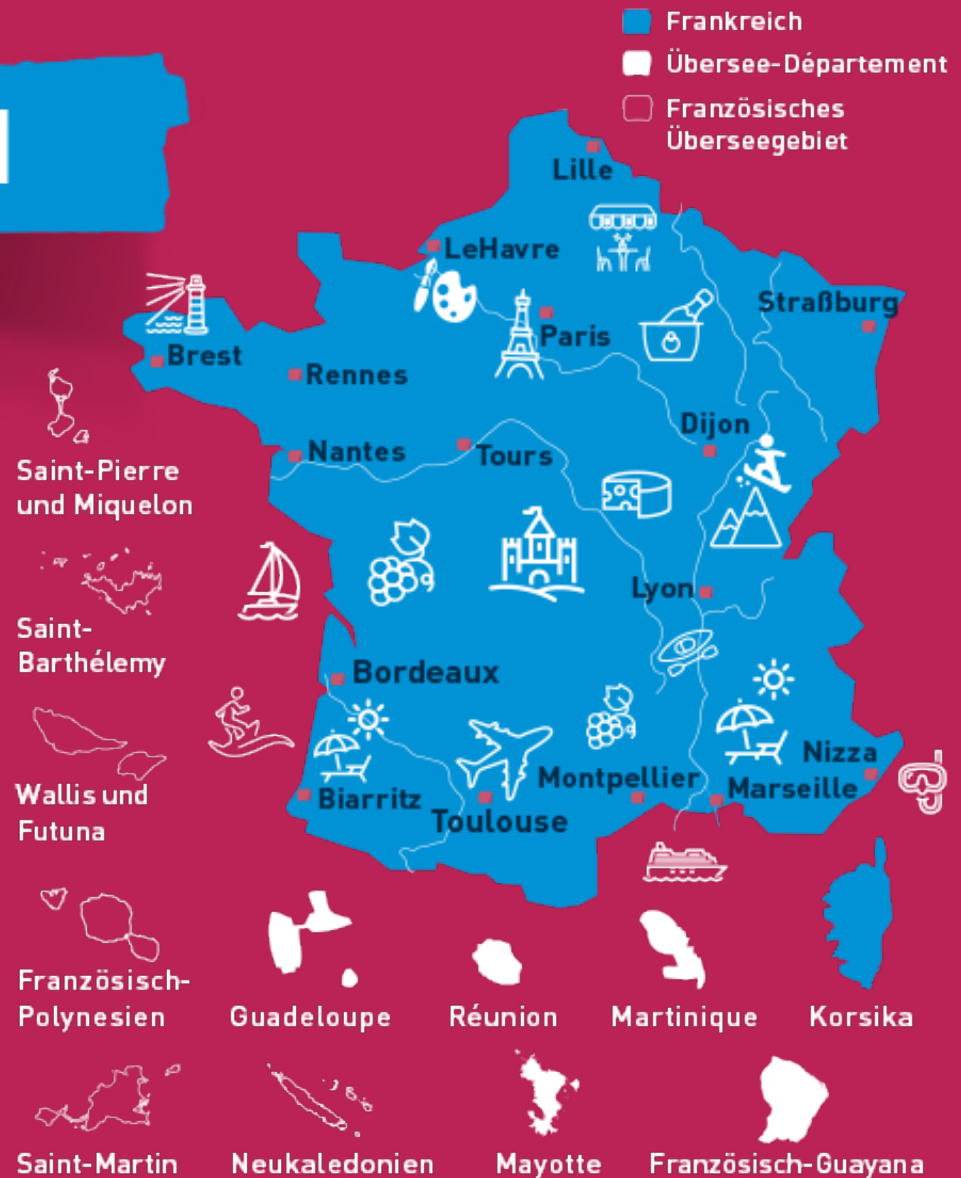 Frankreich
Übersee-Département
Französisches
Überseegebiet
Lille
LeHavre
Straßburg
Paris
Brest
Rennes
Dijon
Nantes
Tours
Saint-Pierre
und Miquelon
Lyon
Saint-
Barthélemy
Bordeaux
Nizza
Montpellier
Marseille
Biarritz
Toulouse
Wallis und
Futuna
Französisch-
Polynesien
Guadeloupe
Réunion
Martinique
Korsika
Saint-Martin
Neukaledonien
Mayotte
Französisch-Guayana